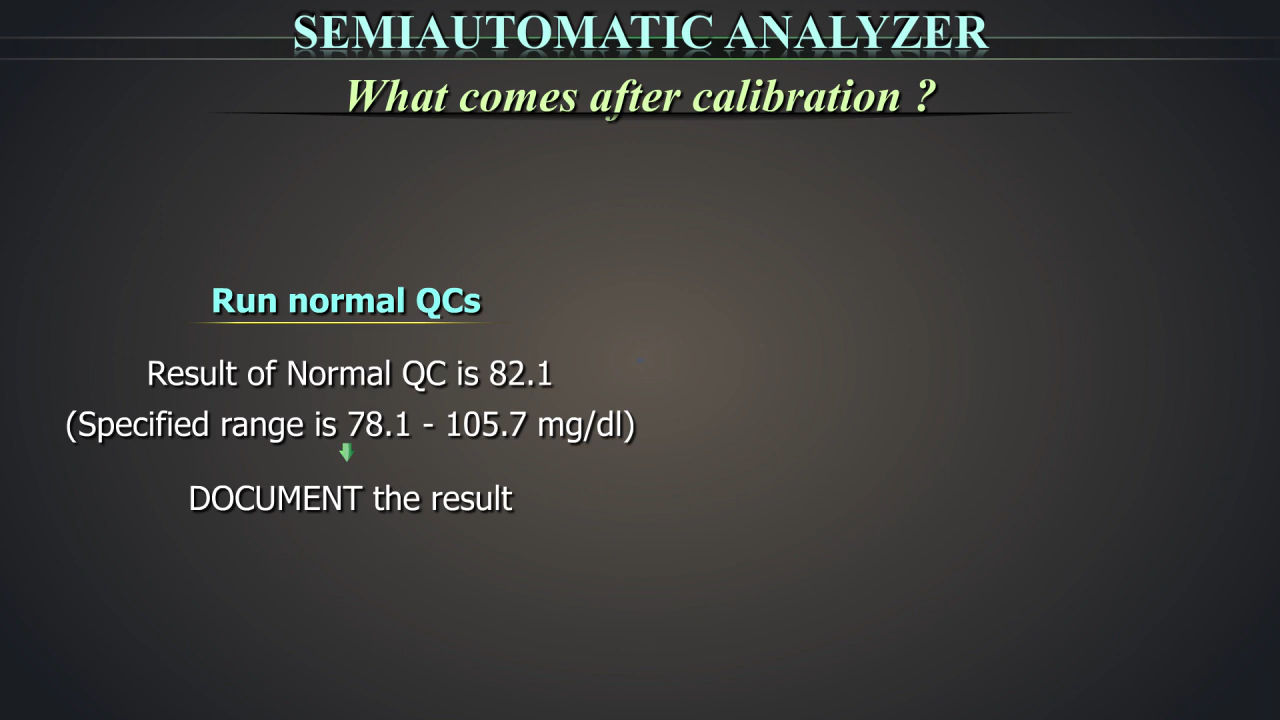 SEMIAUTOMATIC ANALYZER
What comes after calibration ?
Run normal QCs
Result of Normal QC is 82.1
(Specified range is 78.1 - 105.7 mg/dl)
DOCUMENT the result